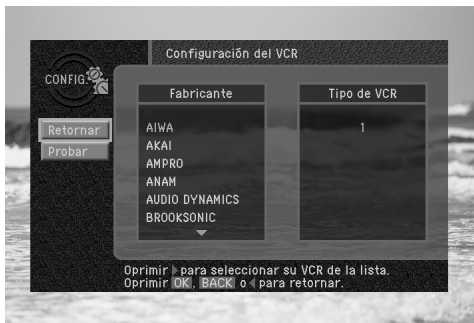 Configuración del VCR
CONFIG.
Retornar
Probar
Fabricante
AIWA
AKAI
AMPRO
ANAM
AUDIO DYNAMICS
BROOKSONIC
Tipo de VCR
1
Oprimir para seleccionar su VCR de la lista.
Oprimir OK, BACK o para retornar.